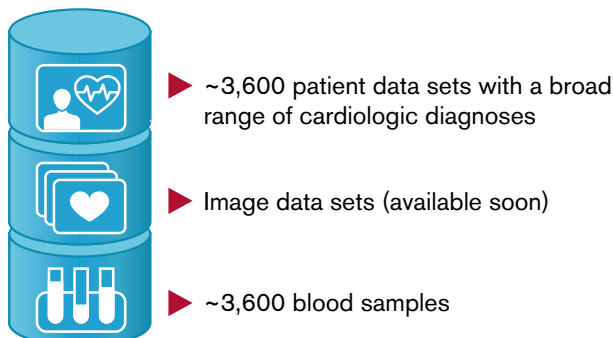 ~3,600 patient data sets with a broad
range of cardiologic diagnoses
Image data sets (available soon)
~3,600 blood samples